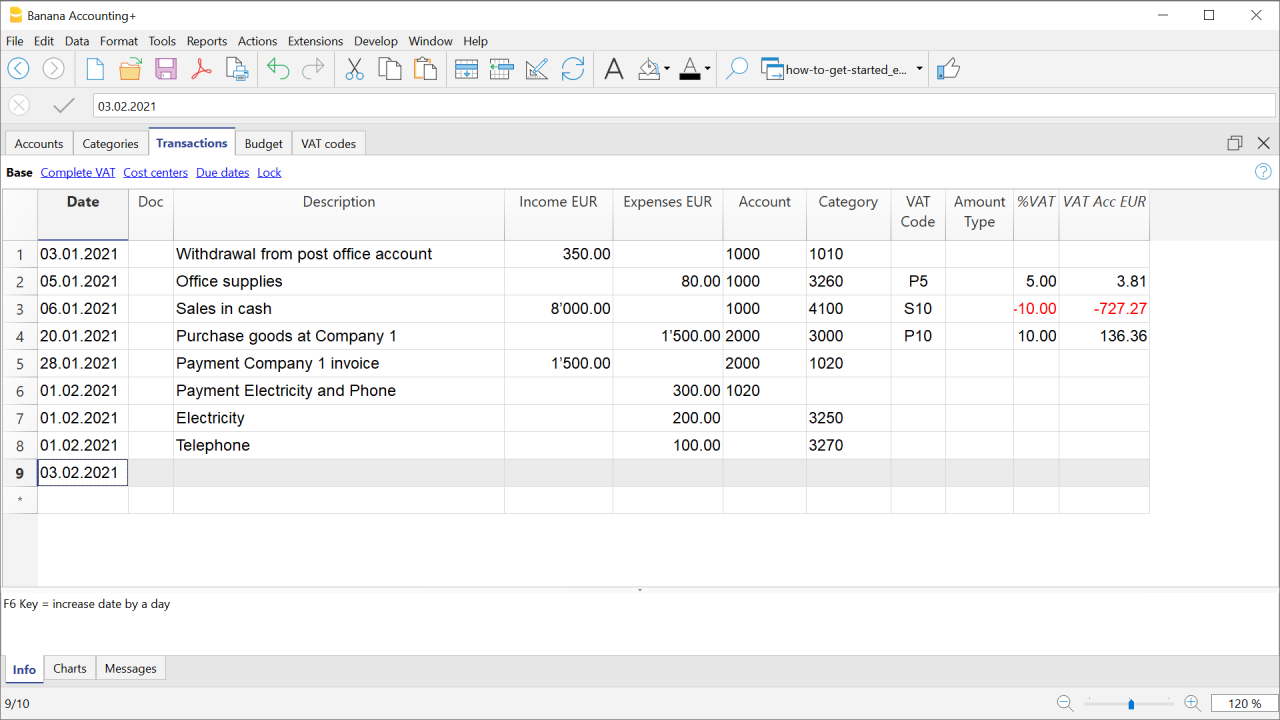 Banana Accounting+
File Edit Data Format Tools Reports Actions Extensions Develop Window Help
how-to-get-started_e...
03.02.2021
Accounts Categories Transactions Budget VAT codes
Base Complete VAT Cost centers Due dates Lock
Date Doc Description Income EUR Expenses EUR Account Category VAT Code Amount Type %VAT VAT Acc EUR
1 03.01.2021 Withdrawal from post office account 350.00 1000 1010
2 05.01.2021 Office supplies 80.00 1000 3260 P5 5.00 3.81
3 06.01.2021 Sales in cash 8’000.00 1000 4100 S10 -10.00 -727.27
4 20.01.2021 Purchase goods at Company 1 1’500.00 2000 3000 P10 10.00 136.36
5 28.01.2021 Payment Company 1 invoice 1’500.00 2000 1020
6 01.02.2021 Payment Electricity and Phone 300.00 1020
7 01.02.2021 Electricity 200.00 3250
8 01.02.2021 Telephone 100.00 3270
9 03.02.2021
*
F6 Key = increase date by a day
Info Charts Messages
9/10 120 %